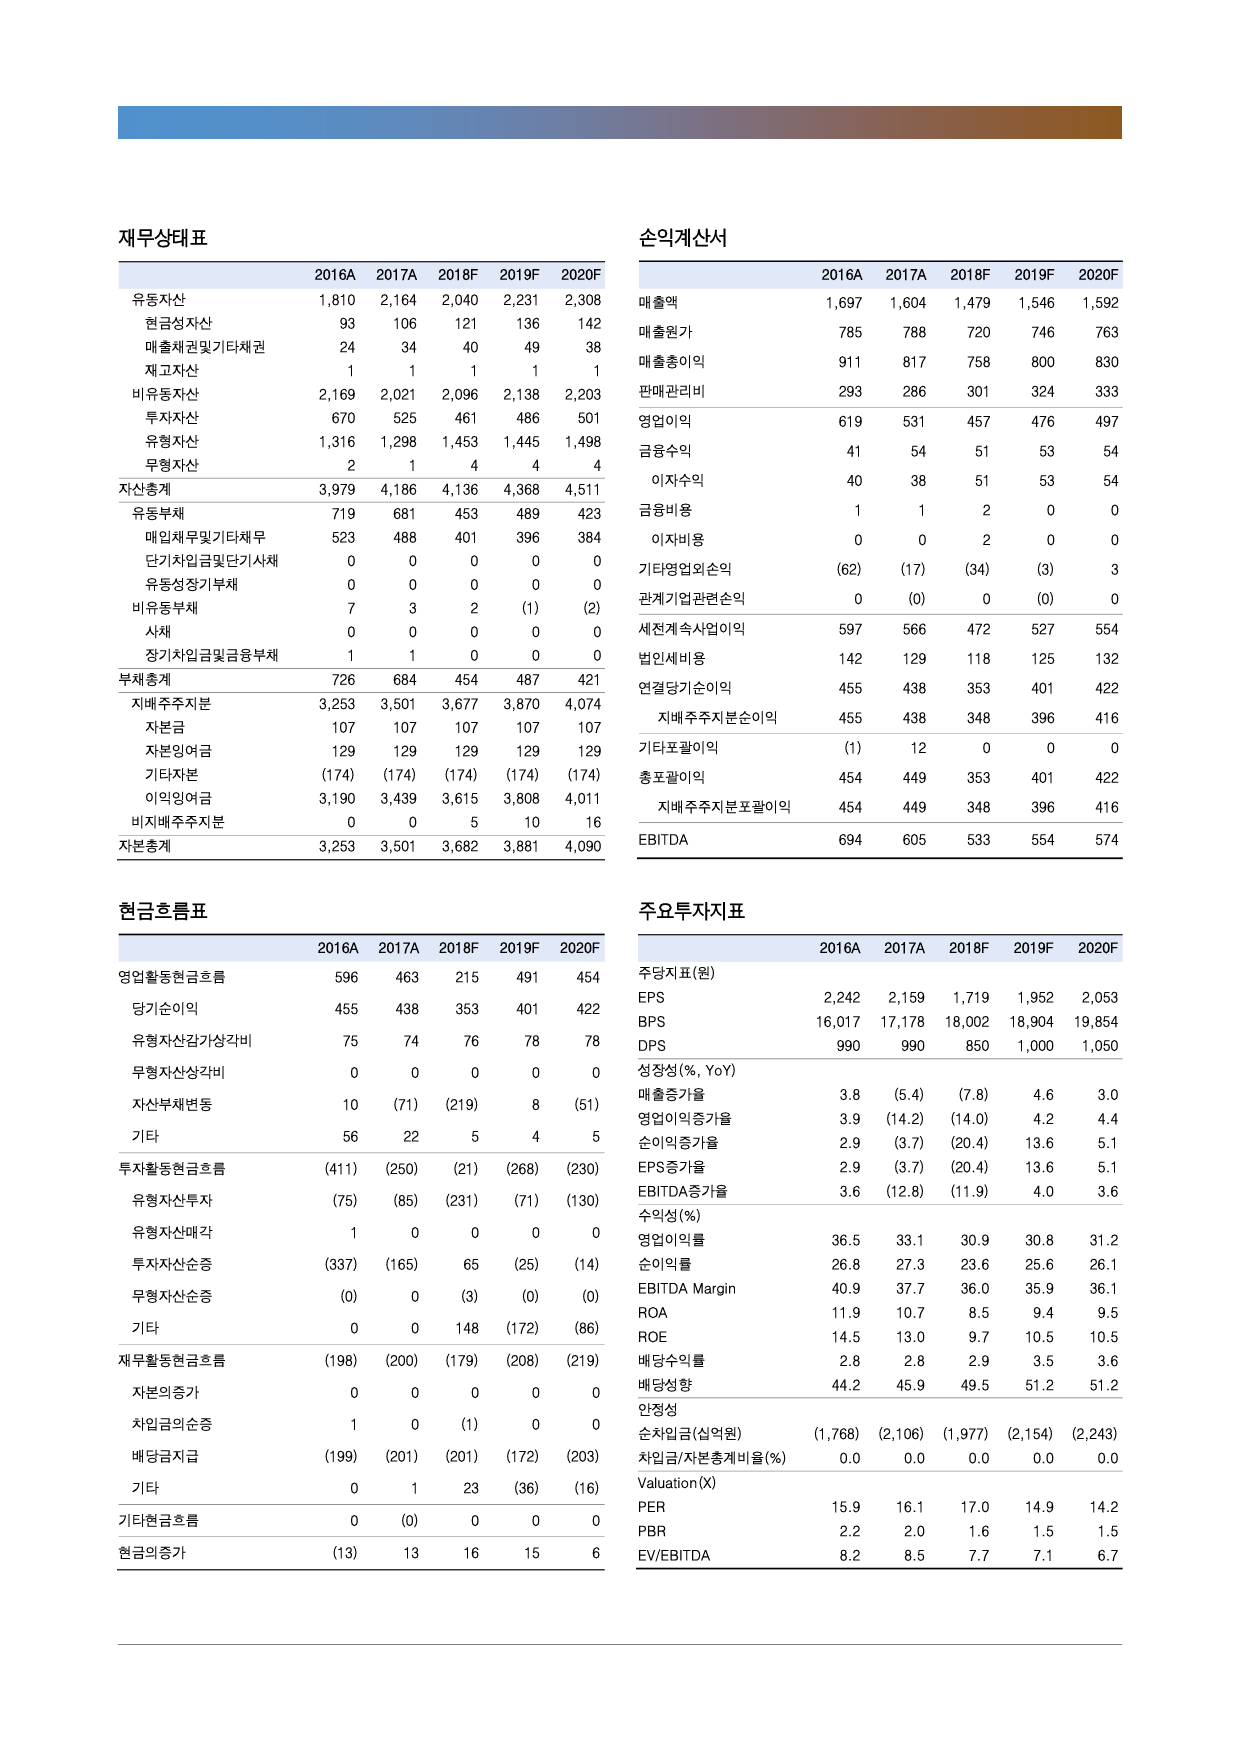 재무상태표
2016A 2017A 2018F 2019F 2020F
유동자산 1,810 2,164 2,040 2,231 2,308
현금성자산 93 106 121 136 142
매출채권및기타채권 24 34 40 49 38
재고자산 1 1 1 1 1
비유동자산 2,169 2,021 2,096 2,138 2,203
투자자산 670 525 461 486 501
유형자산 1,316 1,298 1,453 1,445 1,498
무형자산 2 1 4 4 4
자산총계 3,979 4,186 4,136 4,368 4,511
유동부채 719 681 453 489 423
매입채무및기타채무 523 488 401 396 384
단기차입금및단기사채 0 0 0 0 0
유동성장기부채 0 0 0 0 0
비유동부채 7 3 2 (1) (2)
사채 0 0 0 0 0
장기차입금및금융부채 1 1 0 0 0
부채총계 726 684 454 487 421
지배주주지분 3,253 3,501 3,677 3,870 4,074
자본금 107 107 107 107 107
자본잉여금 129 129 129 129 129
기타자본 (174) (174) (174) (174) (174)
이익잉여금 3,190 3,439 3,615 3,808 4,011
비지배주주지분 0 0 5 10 16
자본총계 3,253 3,501 3,682 3,881 4,090
손익계산서
2016A 2017A 2018F 2019F 2020F
매출액 1,697 1,604 1,479 1,546 1,592
매출원가 785 788 720 746 763
매출총이익 911 817 758 800 830
판매관리비 293 286 301 324 333
영업이익 619 531 457 476 497
금융수익 41 54 51 53 54
이자수익 40 38 51 53 54
금융비용 1 1 2 0 0
이자비용 0 0 2 0 0
기타영업외손익 (62) (17) (34) (3) 3
관계기업관련손익 0 (0) 0 (0) 0
세전계속사업이익 597 566 472 527 554
법인세비용 142 129 118 125 132
연결당기순이익 455 438 353 401 422
지배주주지분순이익 455 438 348 396 416
기타포괄이익 (1) 12 0 0 0
총포괄이익 454 449 353 401 422
지배주주지분포괄이익 454 449 348 396 416
EBITDA 694 605 533 554 574
현금흐름표
2016A 2017A 2018F 2019F 2020F
영업활동현금흐름 596 463 215 491 454
당기순이익 455 438 353 401 422
유형자산감가상각비 75 74 76 78 78
무형자산상각비 0 0 0 0 0
자산부채변동 10 (71) (219) 8 (51)
기타 56 22 5 4 5
투자활동현금흐름 (411) (250) (21) (268) (230)
유형자산투자 (75) (85) (231) (71) (130)
유형자산매각 1 0 0 0 0
투자자산순증 (337) (165) 65 (25) (14)
무형자산순증 (0) 0 (3) (0) (0)
기타 0 0 148 (172) (86)
재무활동현금흐름 (198) (200) (179) (208) (219)
자본의증가 0 0 0 0 0
차입금의순증 1 0 (1) 0 0
배당금지급 (199) (201) (201) (172) (203)
기타 0 1 23 (36) (16)
기타현금흐름 0 (0) 0 0 0
현금의증가 (13) 13 16 15 6
주요투자지표
2016A 2017A 2018F 2019F 2020F
주당지표(원)
EPS 2,242 2,159 1,719 1,952 2,053
BPS 16,017 17,178 18,002 18,904 19,854
DPS 990 990 850 1,000 1,050
성장성(%, YoY)
매출증가율 3.8 (5.4) (7.8) 4.6 3.0
영업이익증가율 3.9 (14.2) (14.0) 4.2 4.4
순이익증가율 2.9 (3.7) (20.4) 13.6 5.1
EPS증가율 2.9 (3.7) (20.4) 13.6 5.1
EBITDA증가율 3.6 (12.8) (11.9) 4.0 3.6
수익성(%)
영업이익률 36.5 33.1 30.9 30.8 31.2
순이익률 26.8 27.3 23.6 25.6 26.1
EBITDA Margin 40.9 37.7 36.0 35.9 36.1
ROA 11.9 10.7 8.5 9.4 9.5
ROE 14.5 13.0 9.7 10.5 10.5
배당수익률 2.8 2.8 2.9 3.5 3.6
배당성향 44.2 45.9 49.5 51.2 51.2
안정성
순차입금(십억원) (1,768) (2,106) (1,977) (2,154) (2,243)
차입금/자본총계비율(%) 0.0 0.0 0.0 0.0 0.0
Valuation(X)
PER 15.9 16.1 17.0 14.9 14.2
PBR 2.2 2.0 1.6 1.5 1.5
EV/EBITDA 8.2 8.5 7.7 7.1 6.7